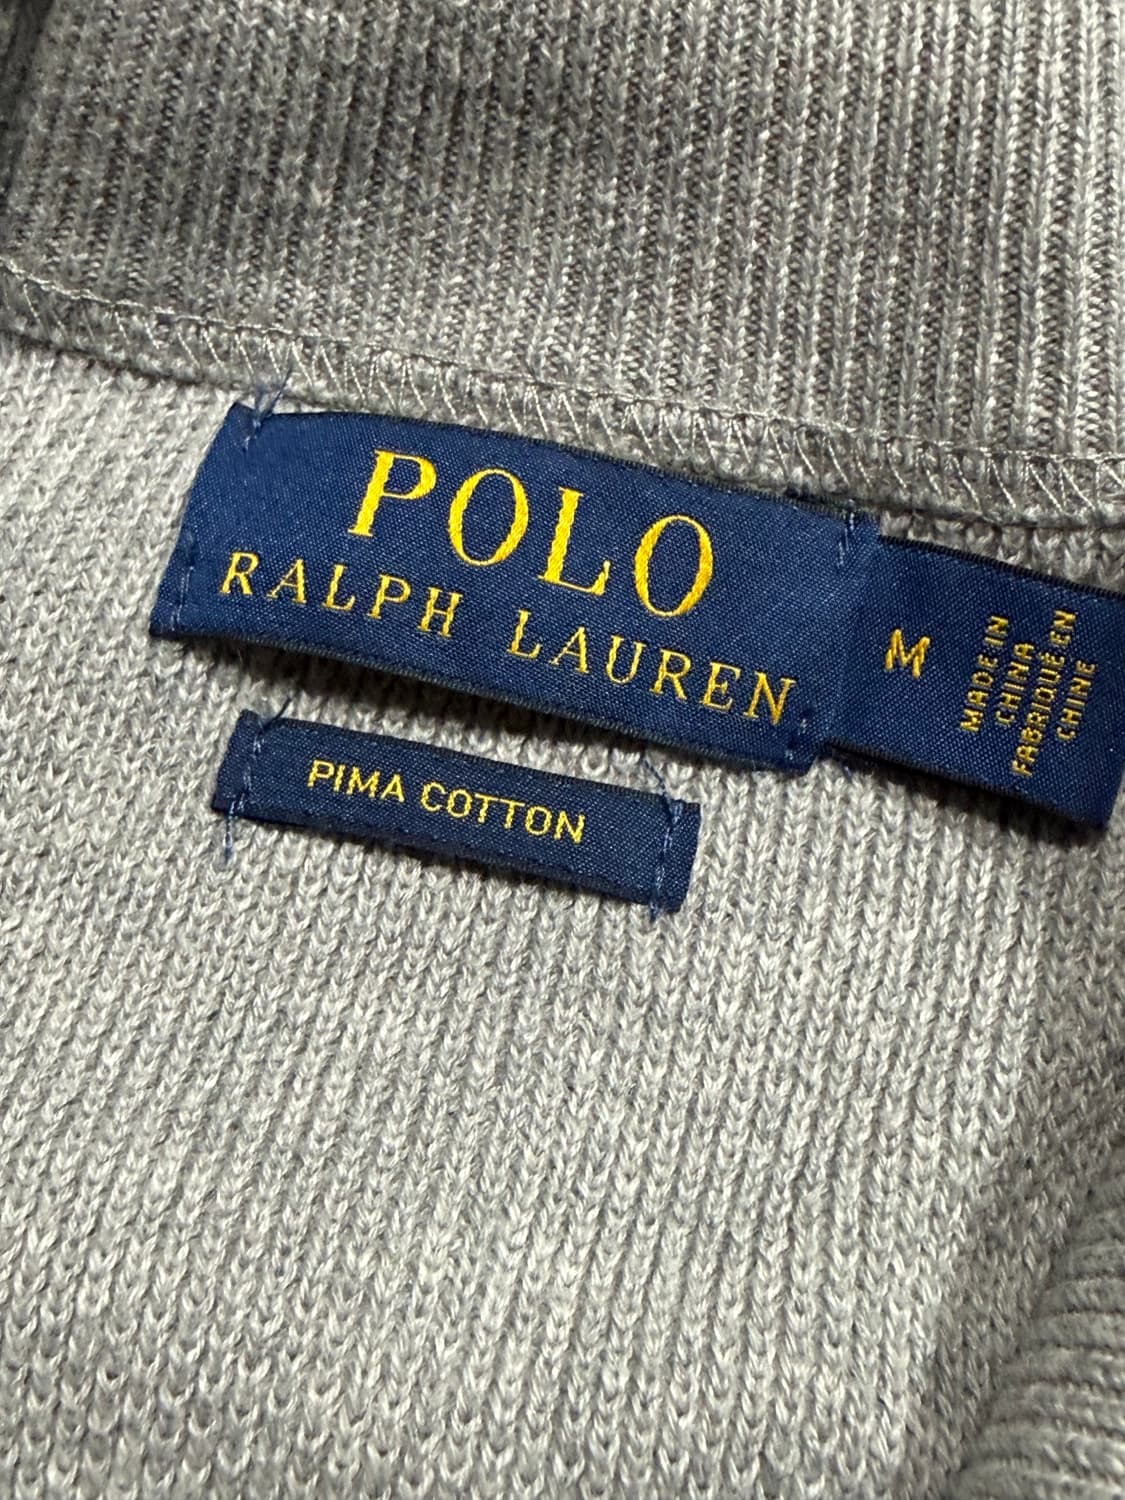 POLO
RALPH LAUREN
M
MADE IN
CHINA
FABRIQUÉ EN
CHINE
PIMA COTTON